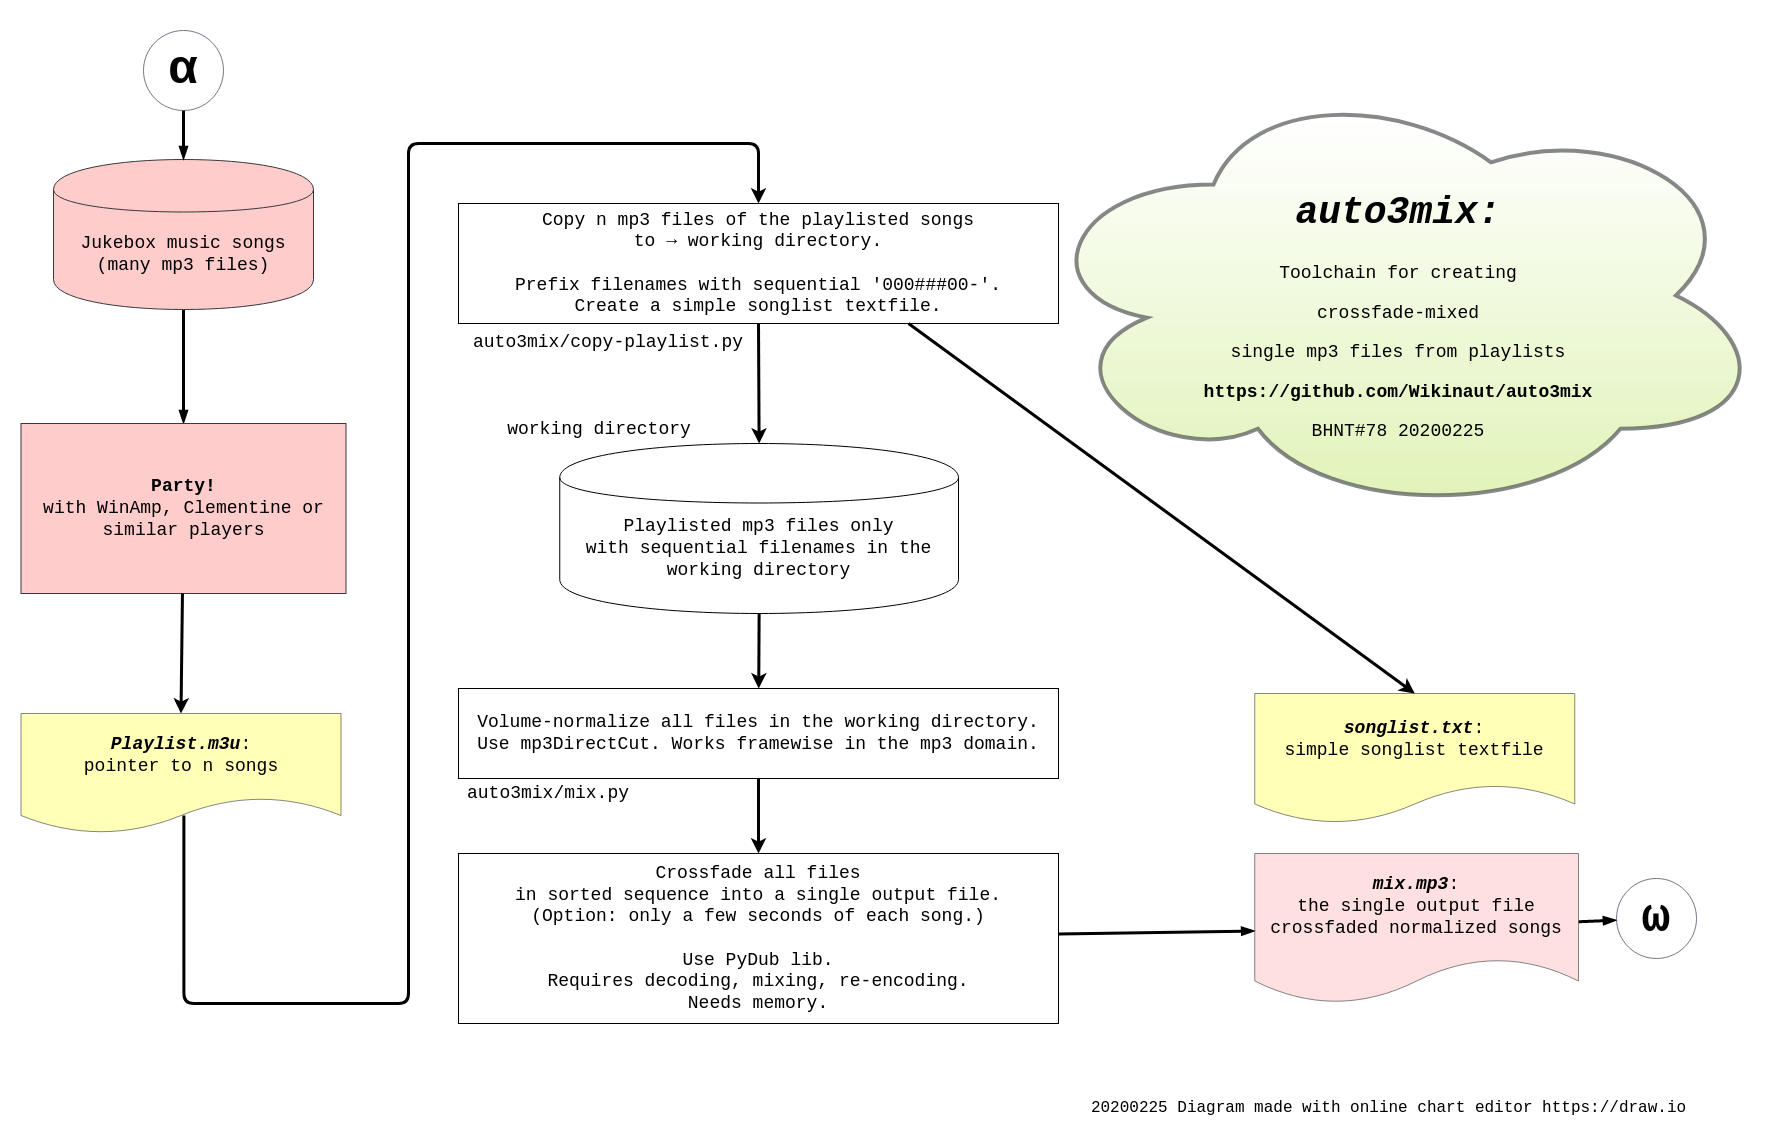 α
Jukebox music songs
(many mp3 files)
Party!
with WinAmp, Clementine or
similar players
Playlist.m3u:
pointer to n songs
Copy n mp3 files of the playlisted songs
to → working directory.
Prefix filenames with sequential '000###00-'.
Create a simple songlist textfile.
auto3mix/copy-playlist.py
working directory
Playlisted mp3 files only
with sequential filenames in the
working directory
Volume-normalize all files in the working directory.
Use mp3DirectCut. Works framewise in the mp3 domain.
auto3mix/mix.py
Crossfade all files
in sorted sequence into a single output file.
(Option: only a few seconds of each song.)
Use PyDub lib.
Requires decoding, mixing, re-encoding.
Needs memory.
auto3mix:
Toolchain for creating
crossfade-mixed
single mp3 files from playlists
https://github.com/Wikinaut/auto3mix
BHNT#78 20200225
songlist.txt:
simple songlist textfile
mix.mp3:
the single output file
crossfaded normalized songs
ω
20200225 Diagram made with online chart editor https://draw.io